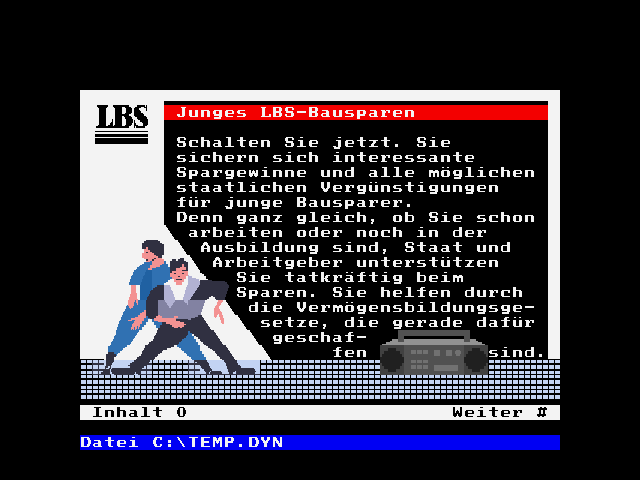 LBS
Junges LBS-Bausparen
Schalten Sie jetzt. Sie
sichern sich interessante
Spargewinne und alle möglichen
staatlichen Vergünstigungen
für junge Bausparer.
Denn ganz gleich, ob Sie schon
arbeiten oder noch in der
Ausbildung sind, Staat und
Arbeitgeber unterstützen
Sie tatkräftig beim
Sparen. Sie helfen durch
die Vermögensbildungsge-
setze, die gerade dafür
geschaf-
fen sind.
Inhalt 0 Weiter #
Datei C:\TEMP.DYN